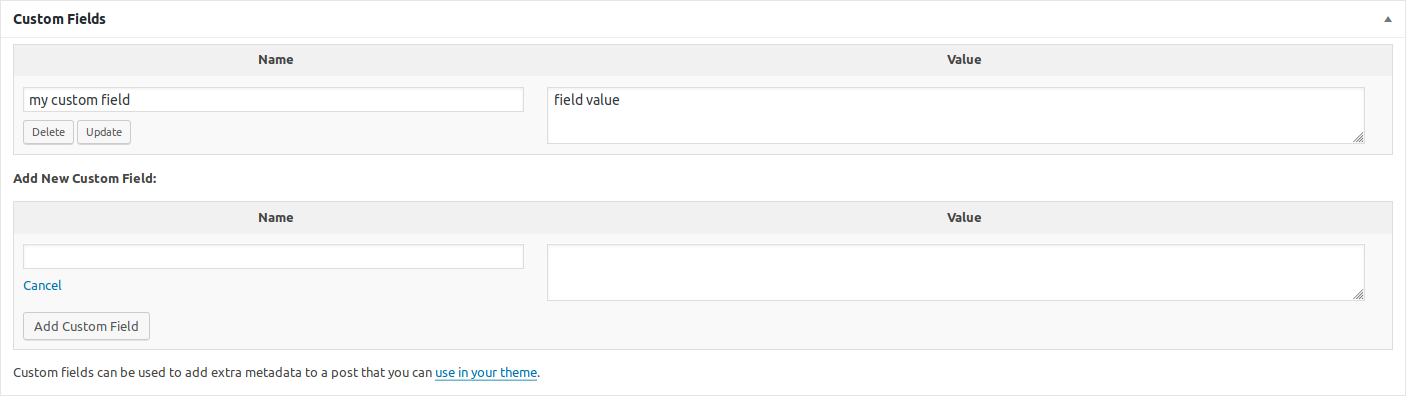 Custom Fields
Name Value
my custom field field value
Delete Update
Add New Custom Field:
Name Value
Cancel
Add Custom Field
Custom fields can be used to add extra metadata to a post that you can use in your theme.